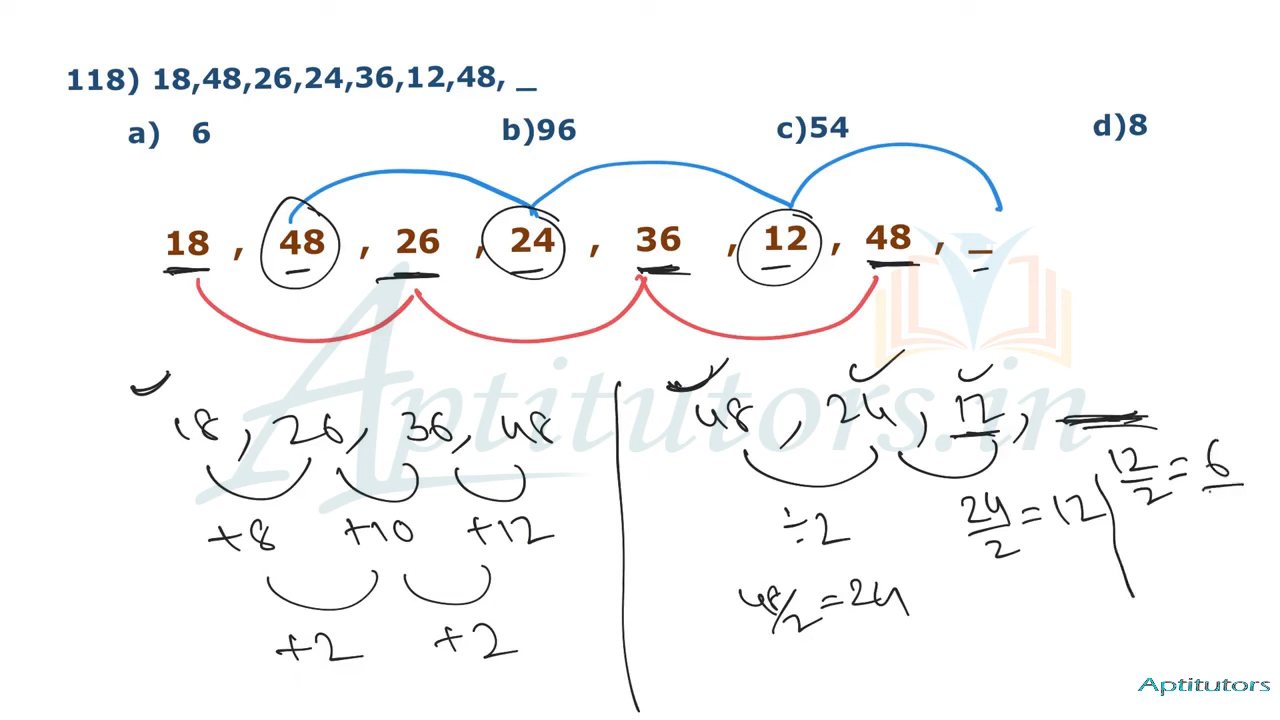 118) 18,48,26,24,36,12,48, _
a) 6 b)96 c)54 d)8
18 , 48 , 26 , 24 , 36 , 12 , 48 , _
Aptitutors.in
18, 26, 36, 48
48, 24, 12,
+8 +10 +12
÷2
24/2 = 12
12/2 = 6
48/2 = 24
+2 +2
Aptitutors